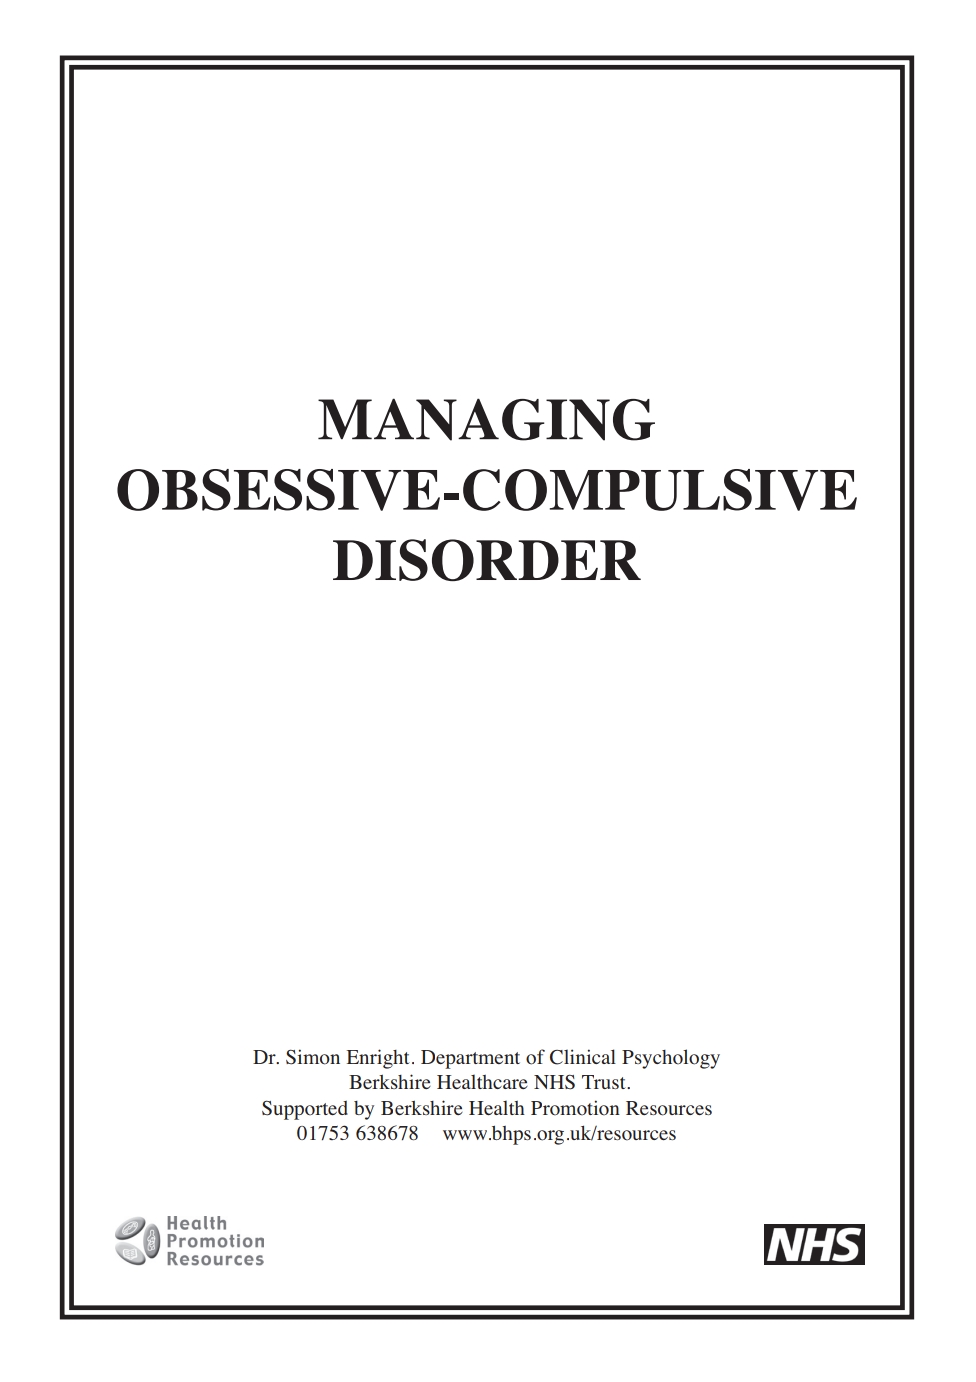 MANAGING
OBSESSIVE-COMPULSIVE
DISORDER
Dr. Simon Enright. Department of Clinical Psychology
Berkshire Healthcare NHS Trust.
Supported by Berkshire Health Promotion Resources
01753 638678 www.bhps.org.uk/resources
Health
Promotion
Resources
NHS